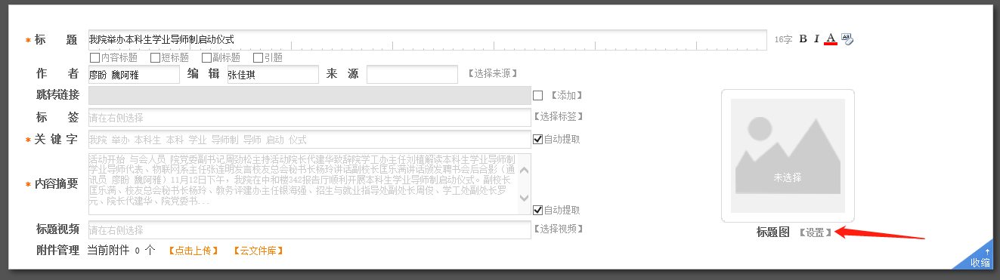 * 标 题 我院举办本科生学业导师制启动仪式 16字 B I A
内容标题 短标题 副标题 引题
作 者 廖盼 魏阿雅 编 辑 张佳琪 来 源 【选择来源】
跳转链接 【添加】
标 签 请在右侧选择 【选择标签】
* 关 键 字 我院 举办 本科生 本科 学业 导师制 导师 启动 仪式 自动提取
活动开始 与会人员 院党委副书记周劲松主持活动院长代建华致辞院学工办主任刘植解读本科生学业导师制
学业导师代表、物联网系主任张连明发言校友总会秘书长杨玲讲话副校长匡乐满讲话颁发聘书会后合影（通
* 内容摘要 讯员 廖盼 魏阿雅）11月12日下午，我院在中和楼342报告厅顺利开展本科生学业导师制启动仪式。副校长
匡乐满、校友总会秘书长杨玲、教务评建办主任银海强、招生与就业指导处副处长周俊、学工处副处长罗
元、院长代建华、院党委书...
自动提取
未选择
标题视频 请在右侧选择 【选择视频】
标题图 【设置】
附件管理 当前附件 0 个 【点击上传】 【云文件库】
收缩